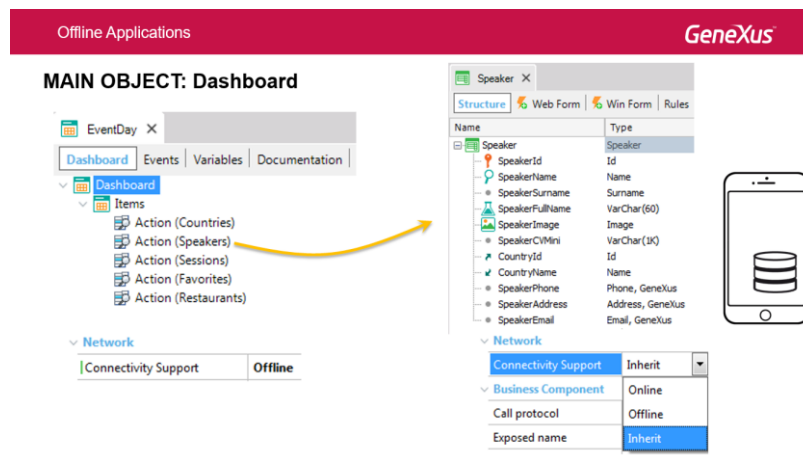 Offline Applications
GeneXus™
MAIN OBJECT: Dashboard
EventDay ×
Dashboard Events Variables Documentation
Dashboard
Items
Action (Countries)
Action (Speakers)
Action (Sessions)
Action (Favorites)
Action (Restaurants)
Network
Connectivity Support Offline
Speaker ×
Structure Web Form Win Form Rules
Name Type
Speaker Speaker
SpeakerId Id
SpeakerName Name
SpeakerSurname Surname
SpeakerFullName VarChar(60)
SpeakerImage Image
SpeakerCVMini VarChar(1K)
CountryId Id
CountryName Name
SpeakerPhone Phone, GeneXus
SpeakerAddress Address, GeneXus
SpeakerEmail Email, GeneXus
Network
Connectivity Support Inherit
Business Component Online
Call protocol Offline
Exposed name Inherit